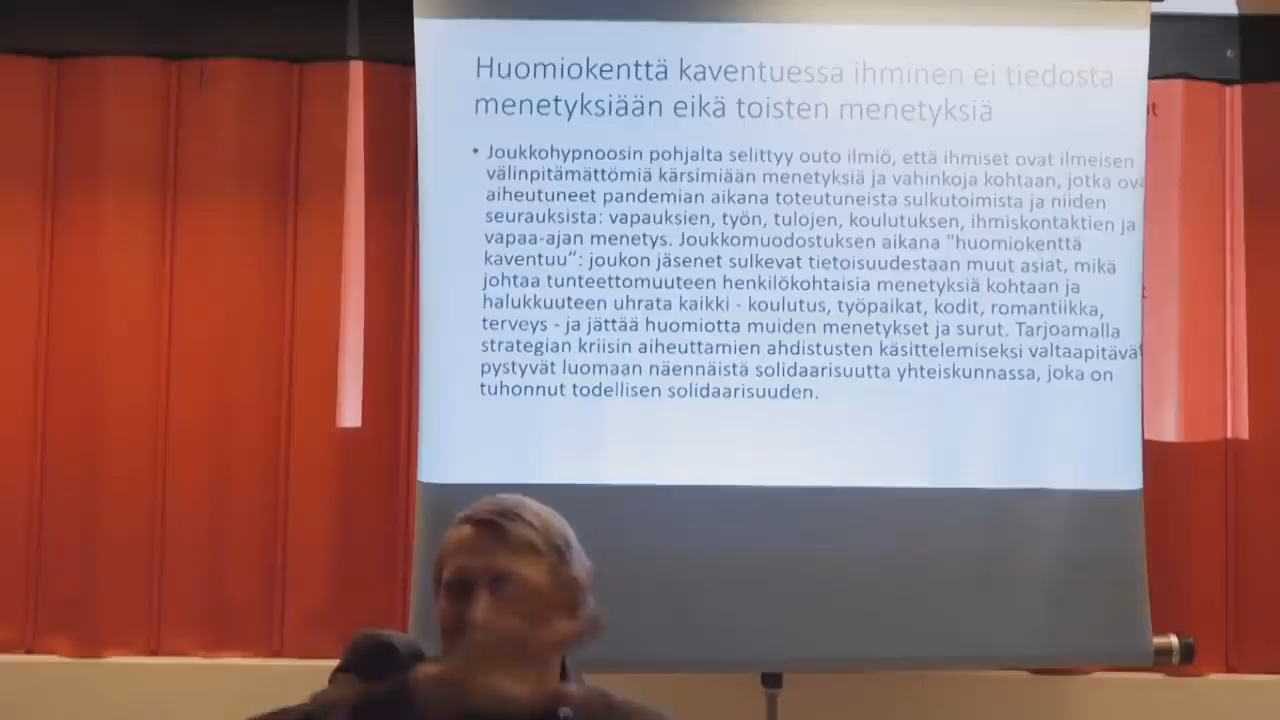 Huomiokenttä kaventuessa ihminen ei tiedosta
menetyksiään eikä toisten menetyksiä
• Joukkohypnoosin pohjalta selittyy outo ilmiö, että ihmiset ovat ilmeisen
välinpitämättömiä kärsimiään menetyksiä ja vahinkoja kohtaan, jotka ova
aiheutuneet pandemian aikana toteutuneista sulkutoimista ja niiden
seurauksista: vapauksien, työn, tulojen, koulutuksen, ihmiskontaktien ja
vapaa-ajan menetys. Joukkomuodostuksen aikana "huomiokenttä
kaventuu”: joukon jäsenet sulkevat tietoisuudestaan muut asiat, mikä
johtaa tunteettomuuteen henkilökohtaisia menetyksiä kohtaan ja
halukkuuteen uhrata kaikki - koulutus, työpaikat, kodit, romantiikka,
terveys - ja jättää huomiotta muiden menetykset ja surut. Tarjoamalla
strategian kriisin aiheuttamien ahdistusten käsittelemiseksi valtaapitävät
pystyvät luomaan näennäistä solidaarisuutta yhteiskunnassa, joka on
tuhonnut todellisen solidaarisuuden.